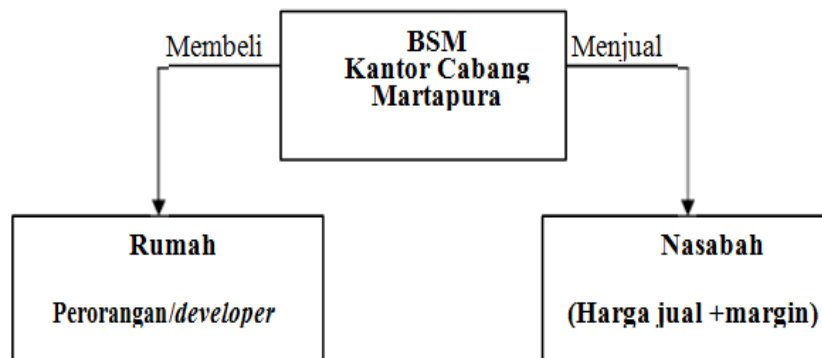 Membeli
BSM
Kantor Cabang
Martapura
Menjual
Rumah
Perorangan/developer
Nasabah
(Harga jual +margin)